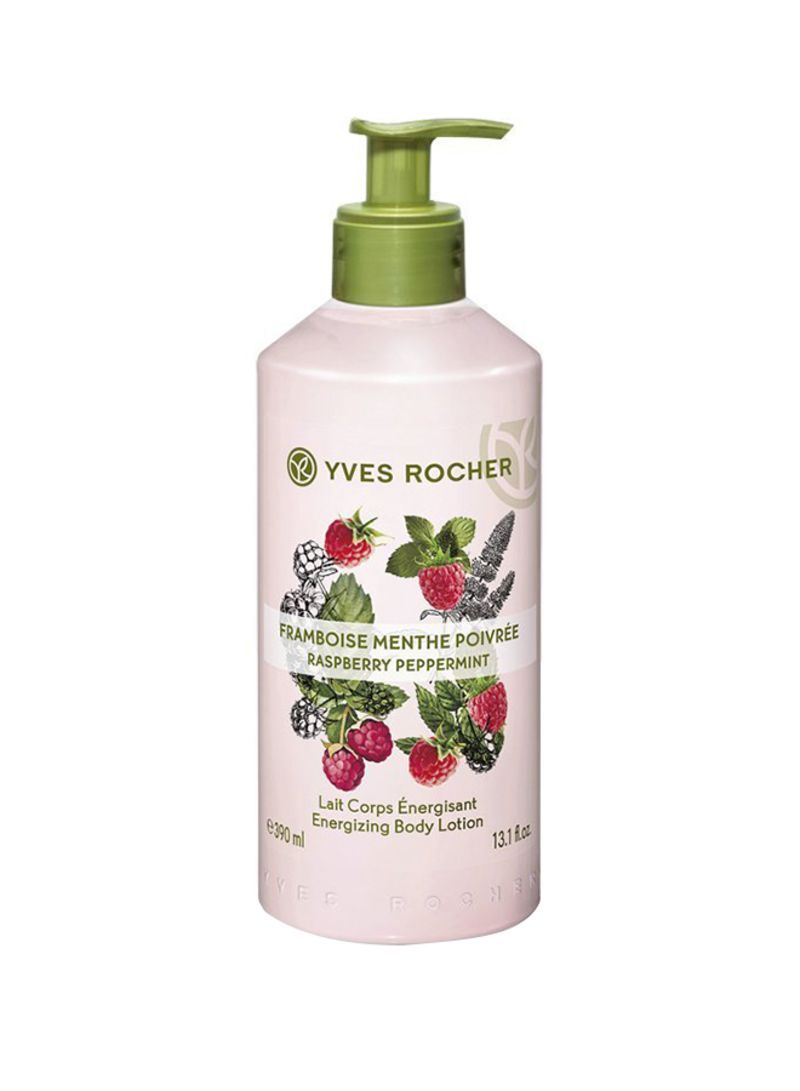 YVES ROCHER
FRAMBOISE MENTHE POIVRÉE
RASPBERRY PEPPERMINT
Lait Corps Énergisant
Energizing Body Lotion
℮390 ml 13.1 fl.oz.
YVES ROCHER